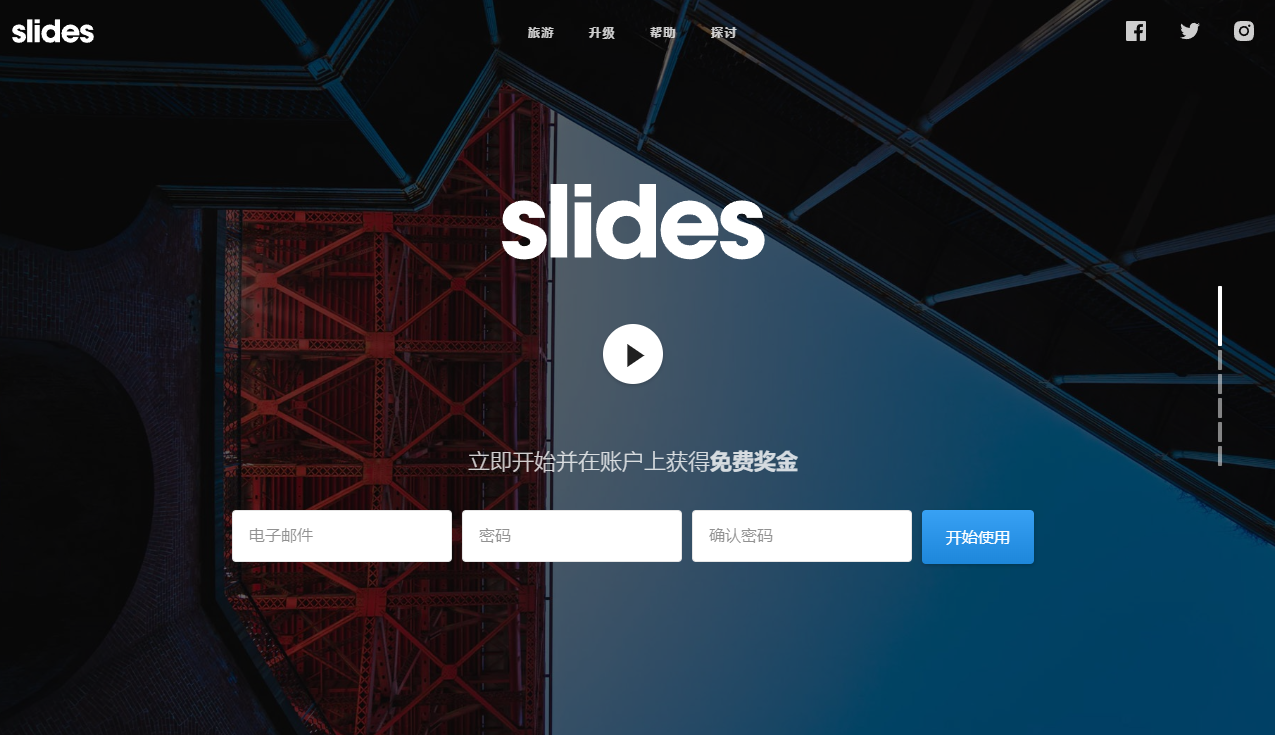 slides
旅游 升级 帮助 探讨
slides
立即开始并在账户上获得免费奖金
电子邮件 密码 确认密码 开始使用